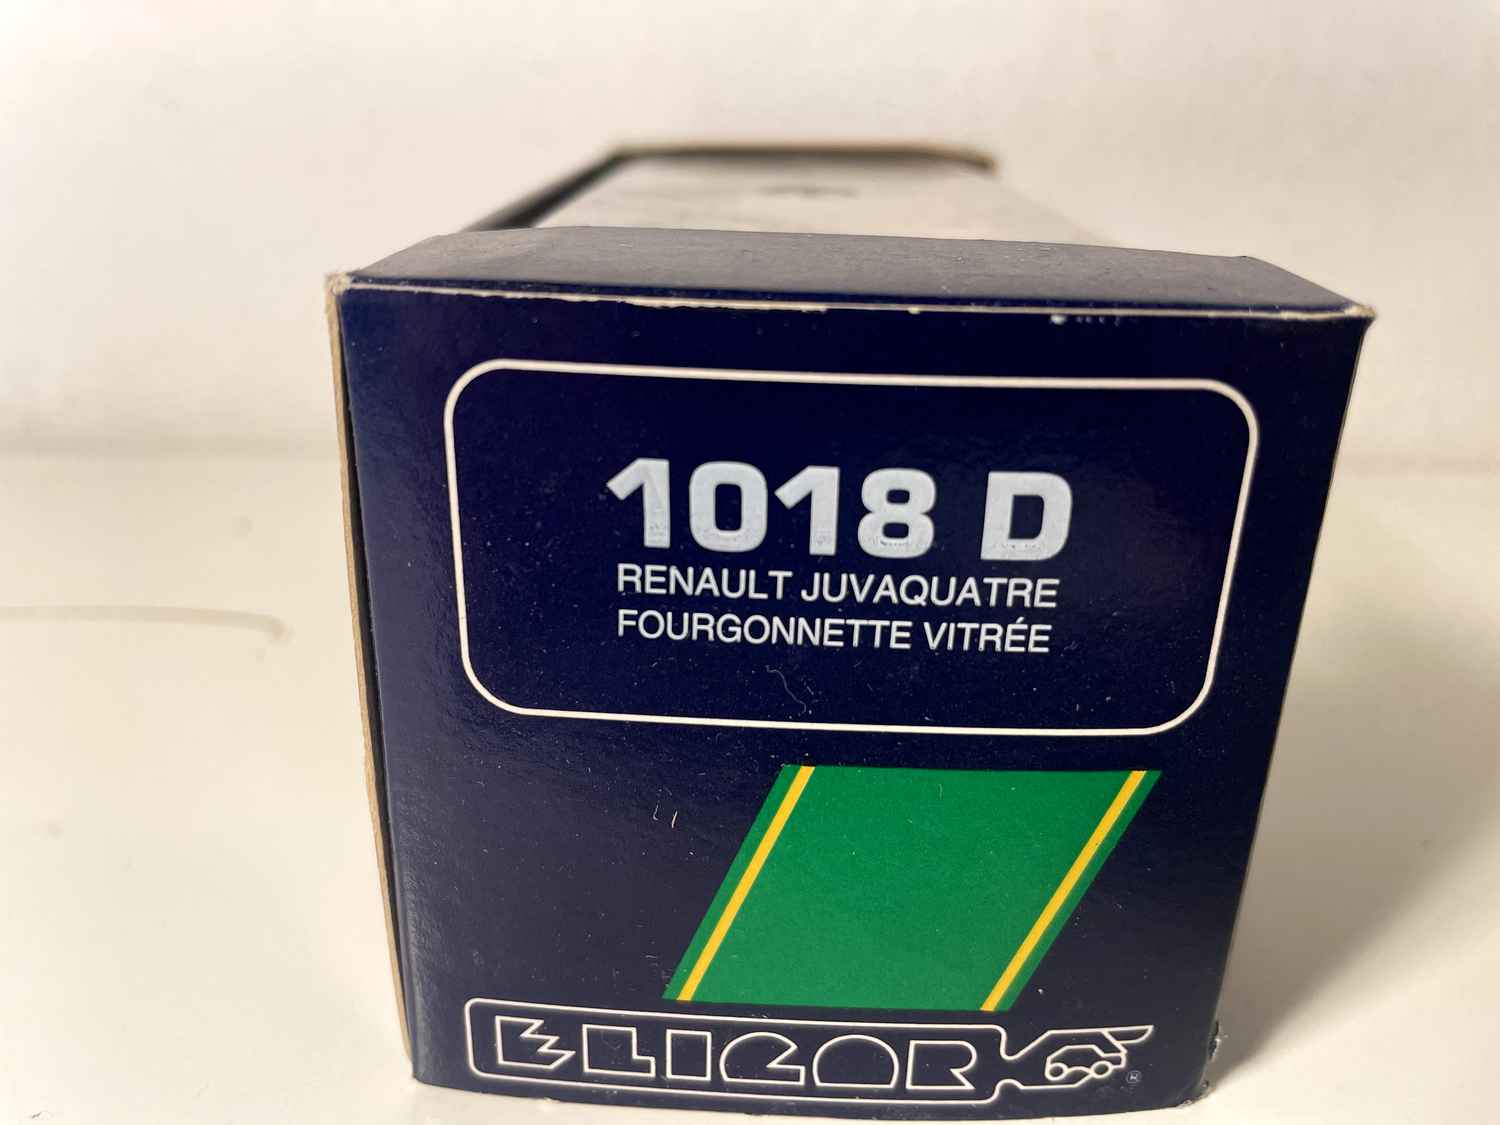 1018 D
RENAULT JUVAQUATRE
FOURGONNETTE VITRÉE
ELIGOR
®